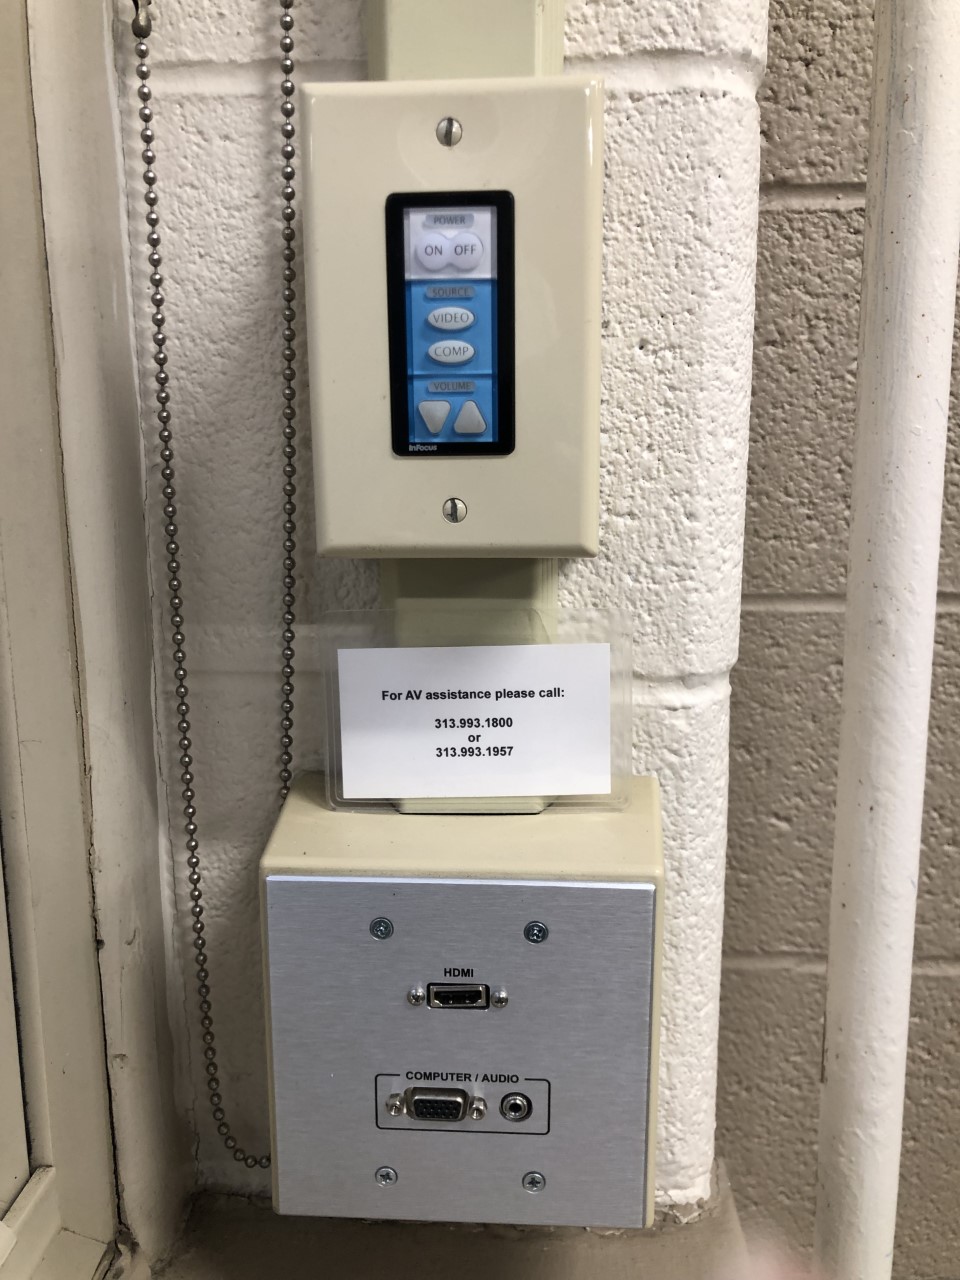 POWER
ON OFF
SOURCE
VIDEO
COMP
VOLUME
InFocus
For AV assistance please call:
313.993.1800
or
313.993.1957
HDMI
COMPUTER / AUDIO